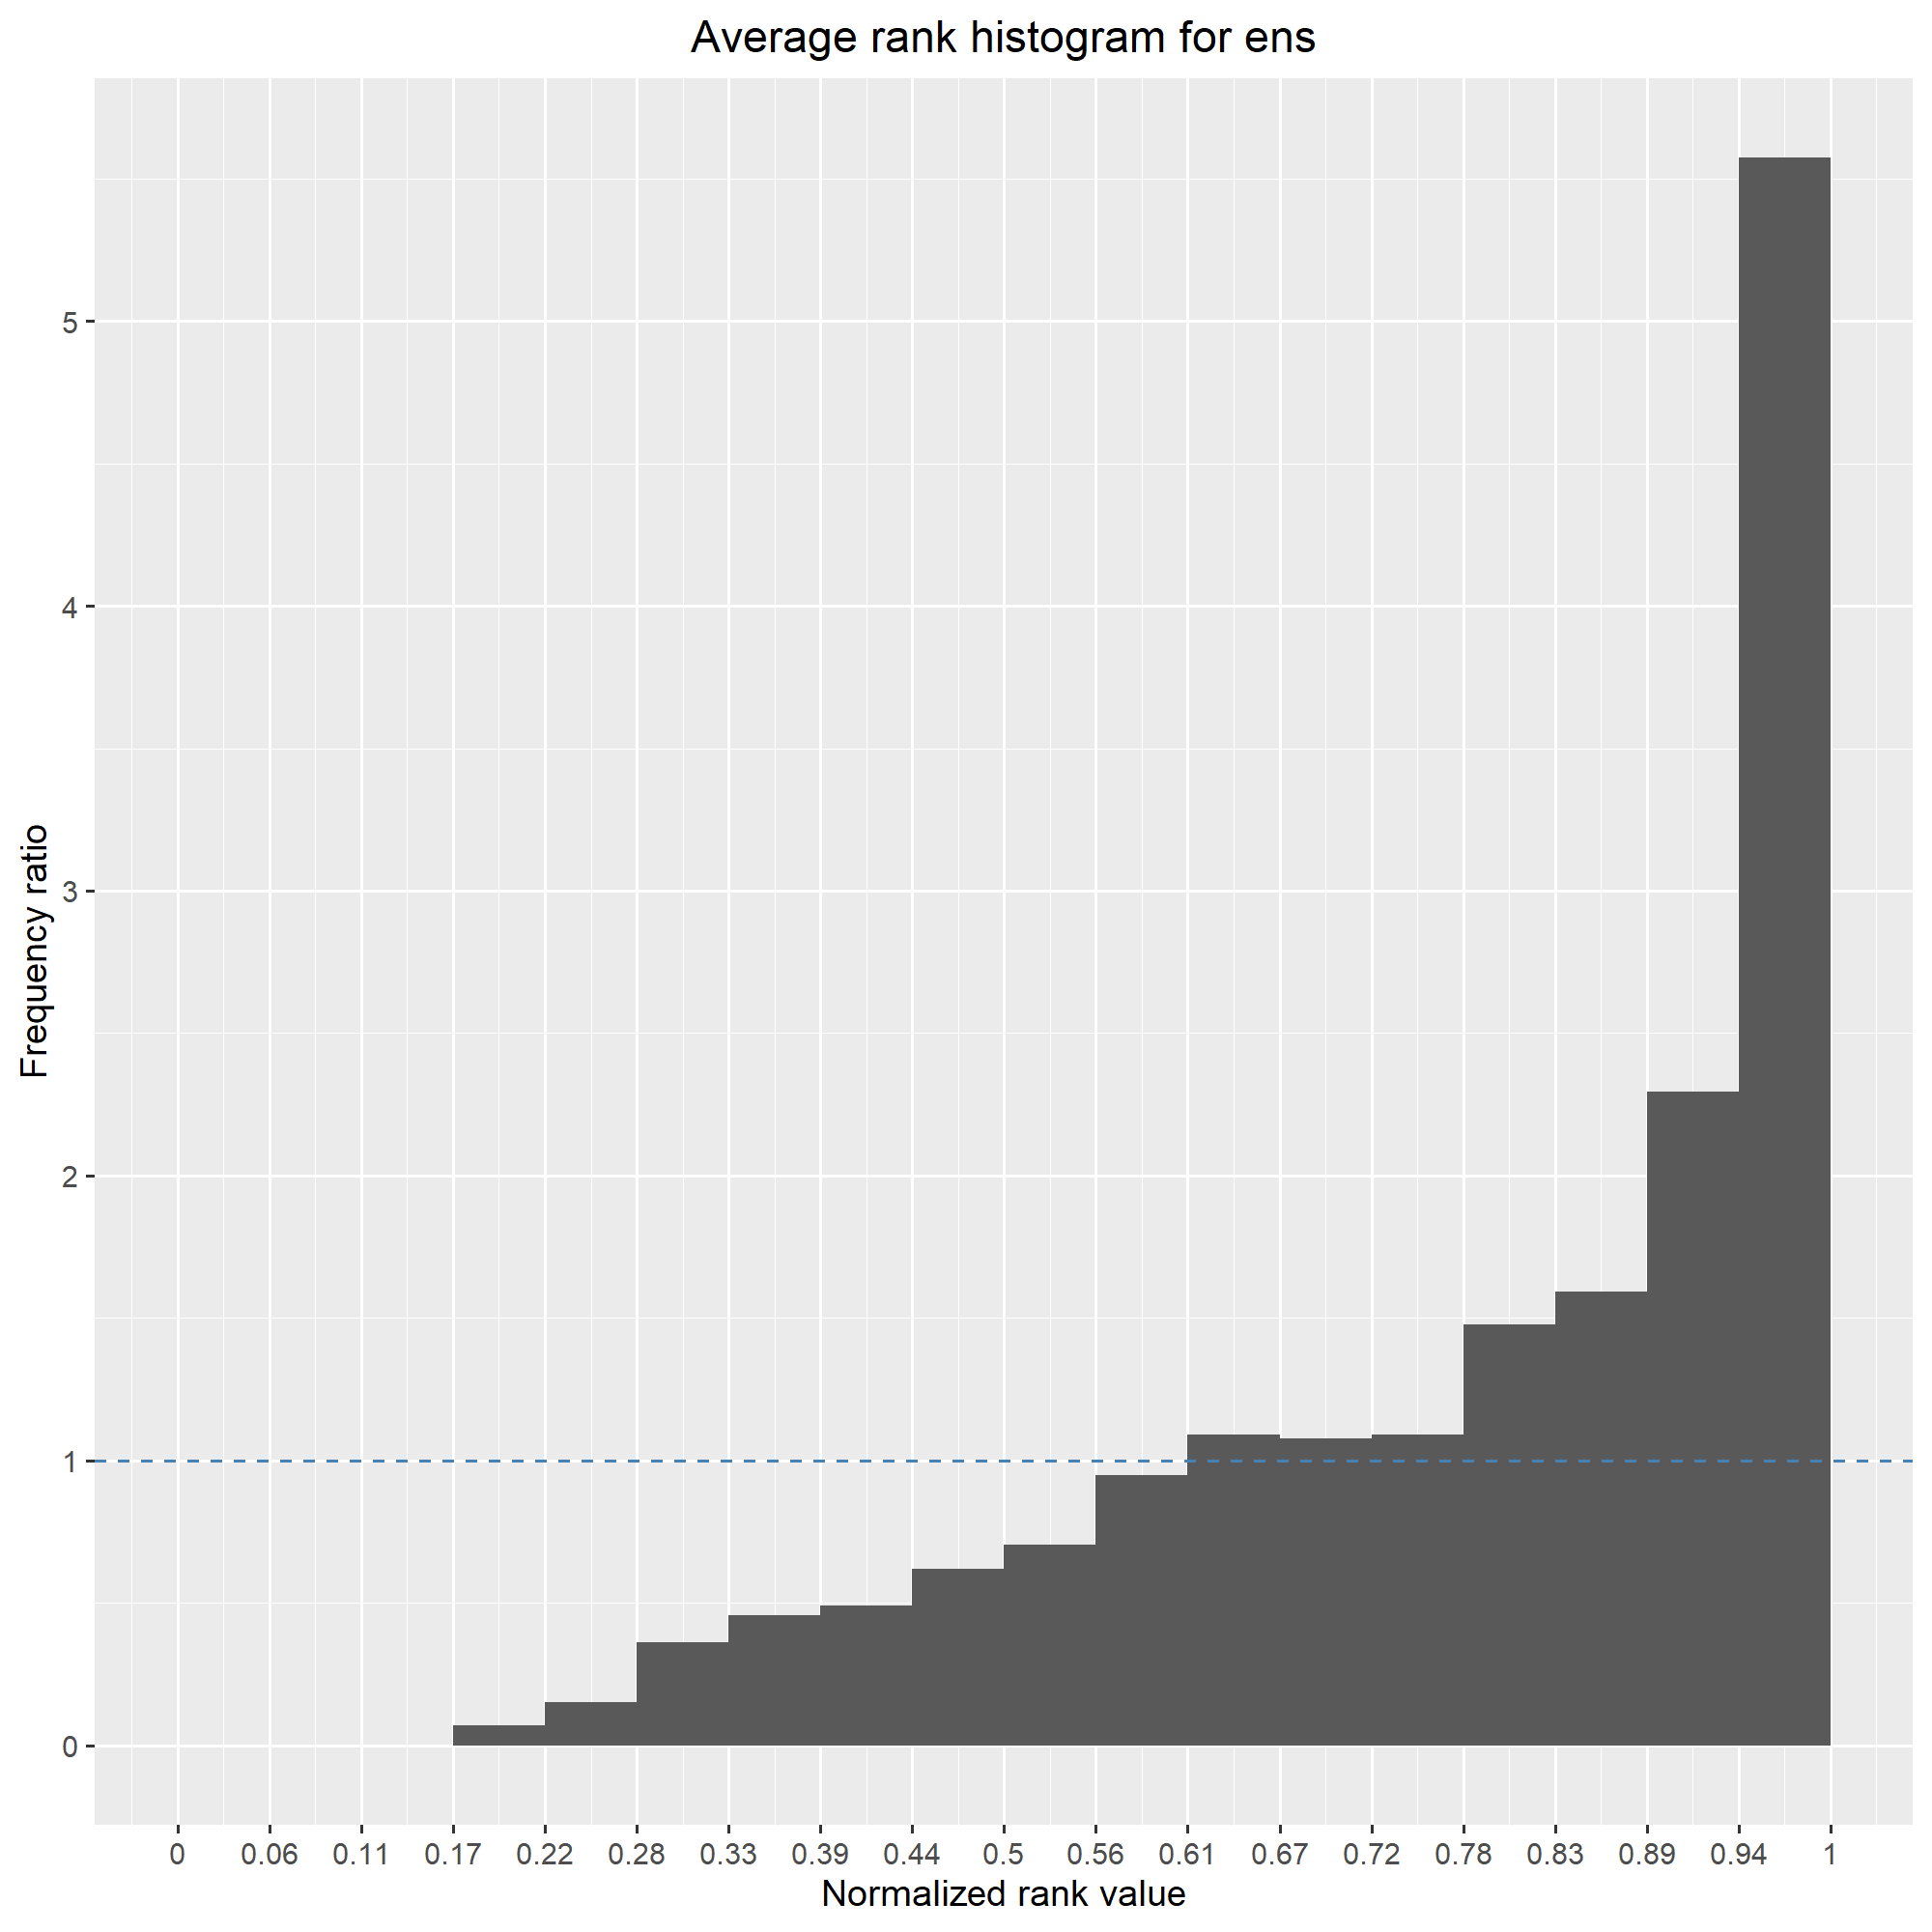 Average rank histogram for ens
Frequency ratio
5
4
3
2
1
0
0 0.06 0.11 0.17 0.22 0.28 0.33 0.39 0.44 0.5 0.56 0.61 0.67 0.72 0.78 0.83 0.89 0.94 1
Normalized rank value